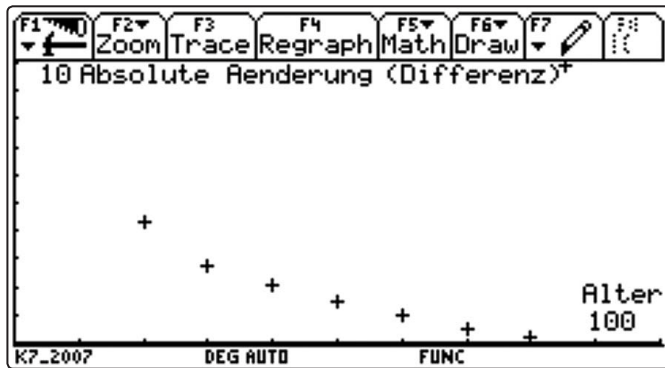 F1 F2 F3 F4 F5 F6 F7
Zoom Trace Regraph Math Draw
10 Absolute Aenderung (Differenz)
Alter
100
K7_2007 DEG AUTO FUNC